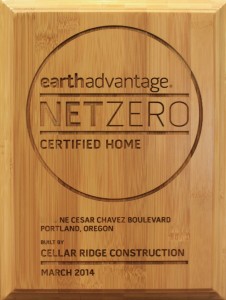 earthadvantage®
NETZERO
CERTIFIED HOME
NE CESAR CHAVEZ BOULEVARD
PORTLAND, OREGON
BUILT BY
CELLAR RIDGE CONSTRUCTION
MARCH 2014